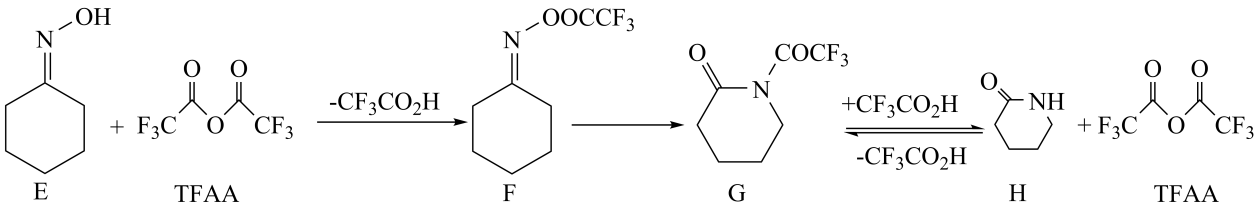 OH
N
E
+
O O
F₃C O CF₃
TFAA
-CF₃CO₂H
OOCCF₃
N
F
O COCF₃
N
G
+CF₃CO₂H
-CF₃CO₂H
O NH
H
+
O O
F₃C O CF₃
TFAA